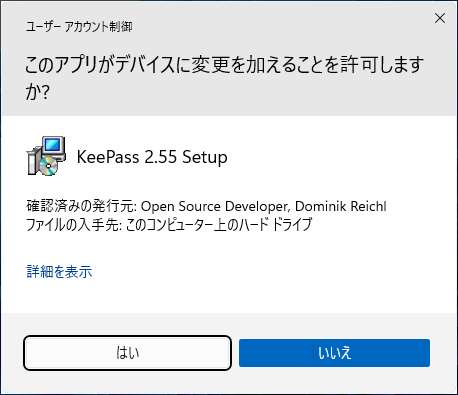 ユーザー アカウント制御
このアプリがデバイスに変更を加えることを許可します
か?
KeePass 2.55 Setup
確認済みの発行元: Open Source Developer, Dominik Reichl
ファイルの入手先: このコンピューター上のハード ドライブ
詳細を表示
はい
いいえ